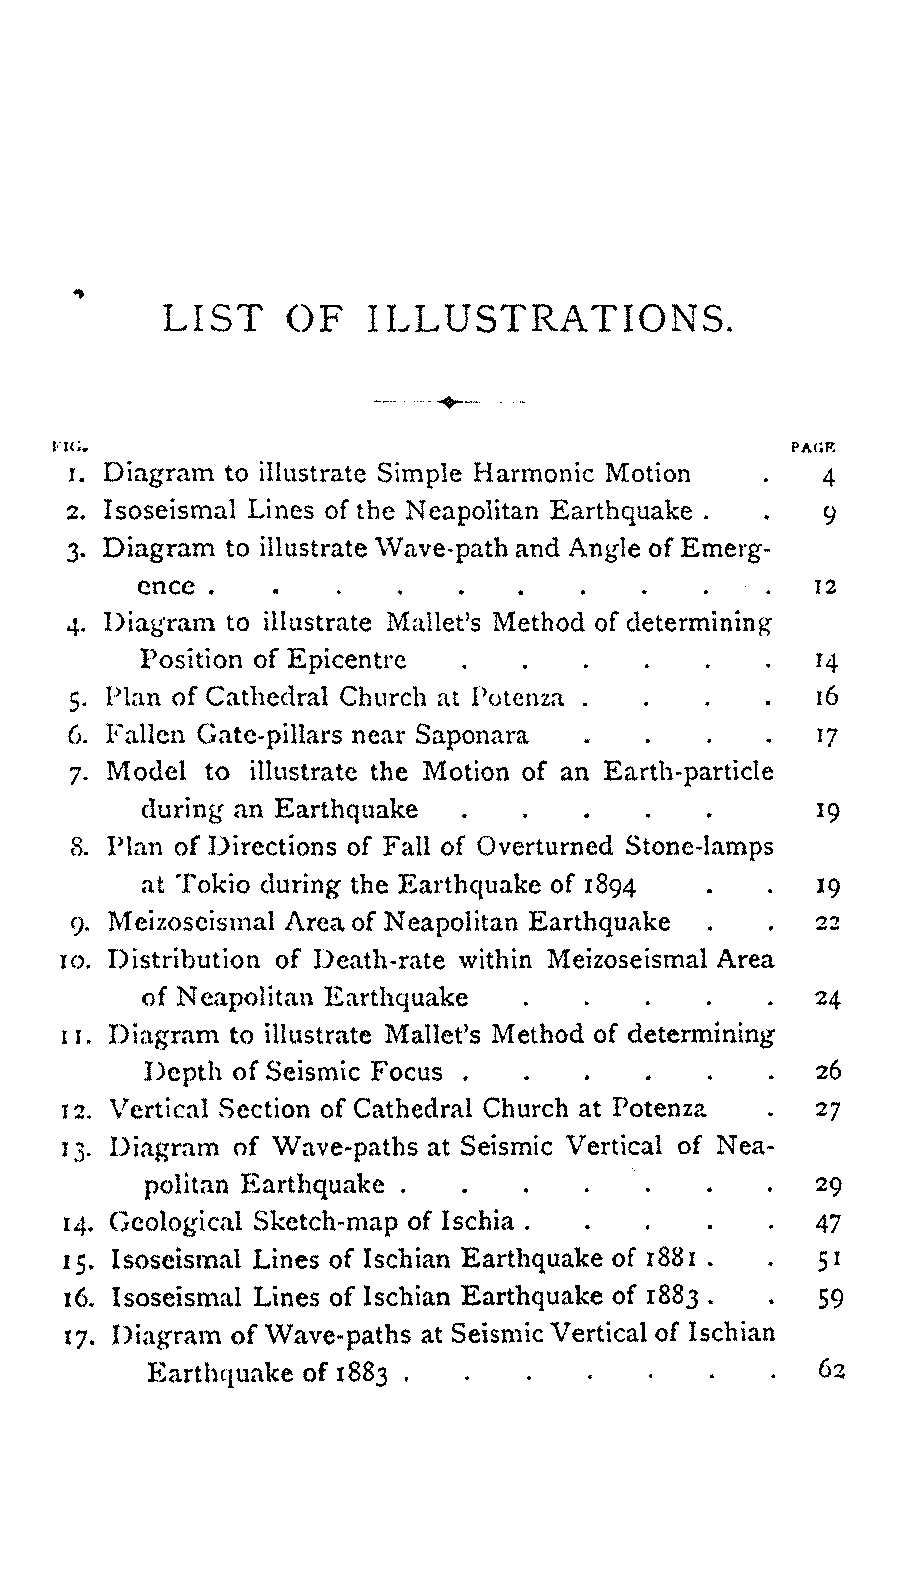 LIST OF ILLUSTRATIONS.
FIG. PAGE
1. Diagram to illustrate Simple Harmonic Motion . 4
2. Isoseismal Lines of the Neapolitan Earthquake . . 9
3. Diagram to illustrate Wave-path and Angle of Emerg-
ence . . . . . . . . . . 12
4. Diagram to illustrate Mallet's Method of determining
Position of Epicentre . . . . . . 14
5. Plan of Cathedral Church at Potenza . . . . 16
6. Fallen Gate-pillars near Saponara . . . . 17
7. Model to illustrate the Motion of an Earth-particle
during an Earthquake . . . . . 19
8. Plan of Directions of Fall of Overturned Stone-lamps
at Tokio during the Earthquake of 1894 . . 19
9. Meizoseismal Area of Neapolitan Earthquake . . 22
10. Distribution of Death-rate within Meizoseismal Area
of Neapolitan Earthquake . . . . . 24
11. Diagram to illustrate Mallet's Method of determining
Depth of Seismic Focus . . . . . . 26
12. Vertical Section of Cathedral Church at Potenza . 27
13. Diagram of Wave-paths at Seismic Vertical of Nea-
politan Earthquake . . . . . . . 29
14. Geological Sketch-map of Ischia . . . . . 47
15. Isoseismal Lines of Ischian Earthquake of 1881 . . 51
16. Isoseismal Lines of Ischian Earthquake of 1883 . . 59
17. Diagram of Wave-paths at Seismic Vertical of Ischian
Earthquake of 1883 . . . . . . . 62